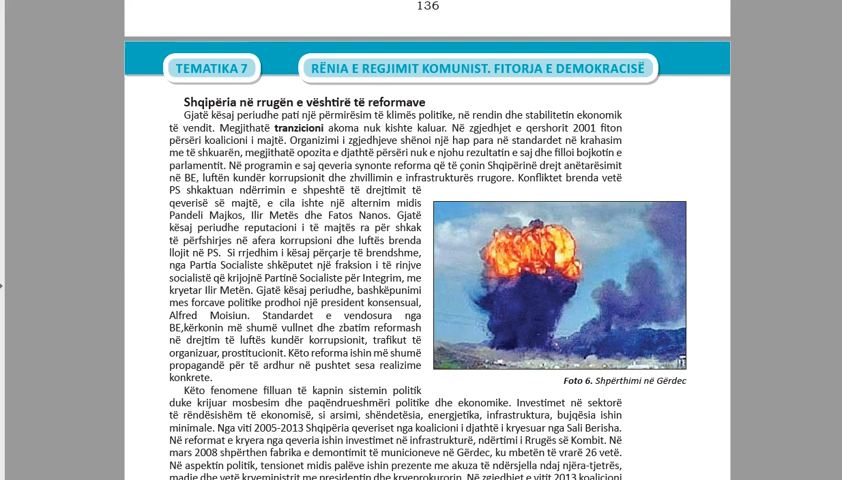 136
TEMATIKA 7
RËNIA E REGJIMIT KOMUNIST. FITORJA E DEMOKRACISË
Shqipëria në rrugën e vështirë të reformave
Gjatë kësaj periudhe pati një përmirësim të klimës politike, në rendin dhe stabilitetin ekonomik
të vendit. Megjithatë tranzicioni akoma nuk kishte kaluar. Në zgjedhjet e qershorit 2001 fiton
përsëri koalicioni i majtë. Organizimi i zgjedhjeve shënoi një hap para në standardet në krahasim
me të shkuarën, megjithatë opozita e djathtë përsëri nuk e njohu rezultatin e saj dhe filloi bojkotin e
parlamentit. Në programin e saj qeveria synonte reforma që të çonin Shqipërinë drejt anëtarësimit
në BE, luftën kundër korrupsionit dhe zhvillimin e infrastrukturës rrugore. Konfliktet brenda vetë
PS shkaktuan ndërrimin e shpeshtë të drejtimit të
qeverisë së majtë, e cila ishte një alternim midis
Pandeli Majkos, Ilir Metës dhe Fatos Nanos. Gjatë
kësaj periudhe reputacioni i të majtës ra për shkak
të përfshirjes në afera korrupsioni dhe luftës brenda
llojit në PS. Si rrjedhim i kësaj përçarje të brendshme,
nga Partia Socialiste shkëputet një fraksion i të rinjve
socialistë që krijojnë Partinë Socialiste për Integrim, me
kryetar Ilir Metën. Gjatë kësaj periudhe, bashkëpunimi
mes forcave politike prodhoi një president konsensual,
Alfred Moisiun. Standardet e vendosura nga
BE,kërkonin më shumë vullnet dhe zbatim reformash
në drejtim të luftës kundër korrupsionit, trafikut të
organizuar, prostitucionit. Këto reforma ishin më shumë
propagandë për të ardhur në pushtet sesa realizime
konkrete.
Foto 6. Shpërthimi në Gërdec
Këto fenomene filluan të kapnin sistemin politik
duke krijuar mosbesim dhe paqëndrueshmëri politike dhe ekonomike. Investimet në sektorë
të rëndësishëm të ekonomisë, si arsimi, shëndetësia, energjetika, infrastruktura, bujqësia ishin
minimale. Nga viti 2005-2013 Shqipëria qeveriset nga koalicioni i djathtë i kryesuar nga Sali Berisha.
Në reformat e kryera nga qeveria ishin investimet në infrastrukturë, ndërtimi i Rrugës së Kombit. Në
mars 2008 shpërthen fabrika e demontimit të municioneve në Gërdec, ku mbetën të vrarë 26 vetë.
Në aspektin politik, tensionet midis palëve ishin prezente me akuza të ndërsjella ndaj njëra-tjetrës,
madje dhe vetë kryeministrit me presidentin dhe kryeprokurorin. Në zgjedhjet e vitit 2013 koalicioni